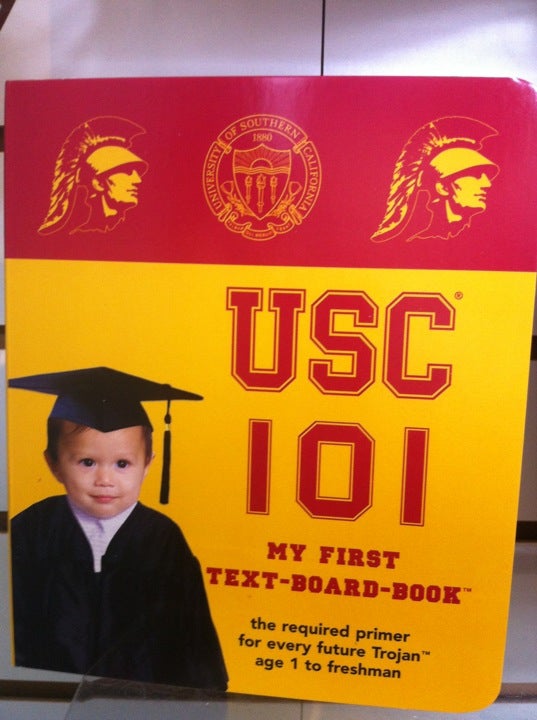 UNIVERSITY OF SOUTHERN CALIFORNIA
1880
USC®
101
MY FIRST
TEXT-BOARD-BOOK™
the required primer
for every future Trojan™
age 1 to freshman